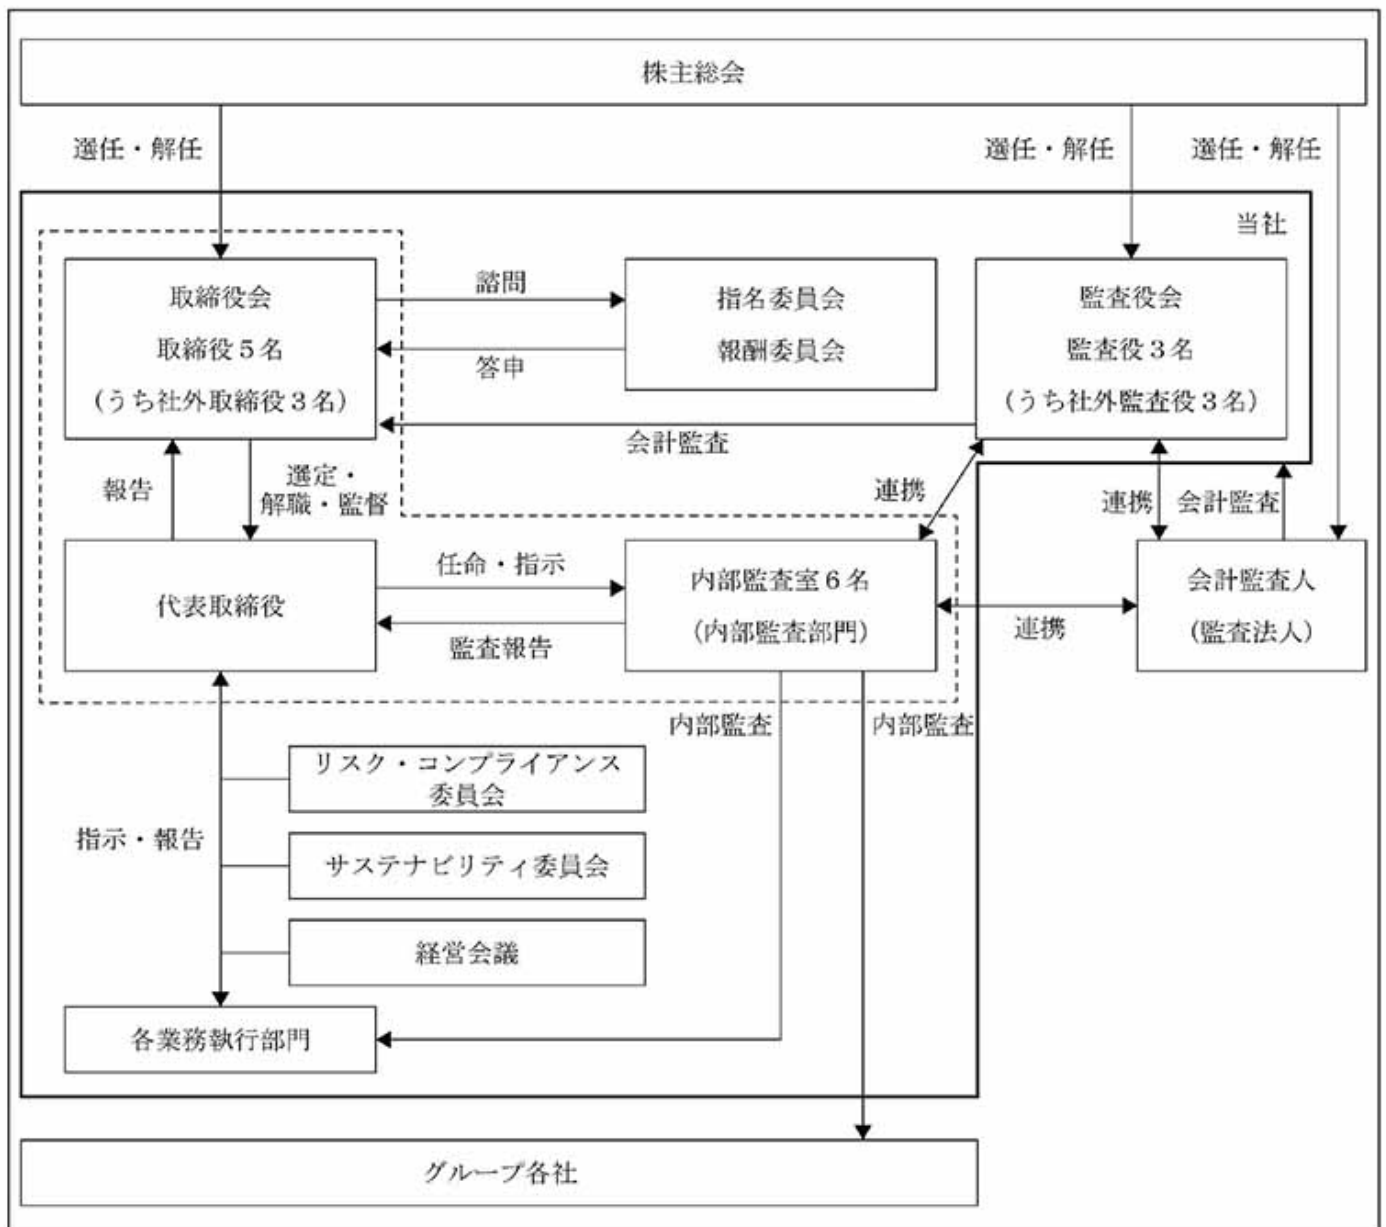 株主総会
選任・解任
選任・解任
選任・解任
当社
取締役会
取締役5名
(うち社外取締役3名)
諮問
答申
指名委員会
報酬委員会
監査役会
監査役3名
(うち社外監査役3名)
会計監査
報告
選定・
解職・監督
連携
連携
会計監査
代表取締役
任命・指示
監査報告
内部監査室6名
(内部監査部門)
連携
会計監査人
(監査法人)
内部監査
内部監査
リスク・コンプライアンス
委員会
指示・報告
サステナビリティ委員会
経営会議
各業務執行部門
グループ各社